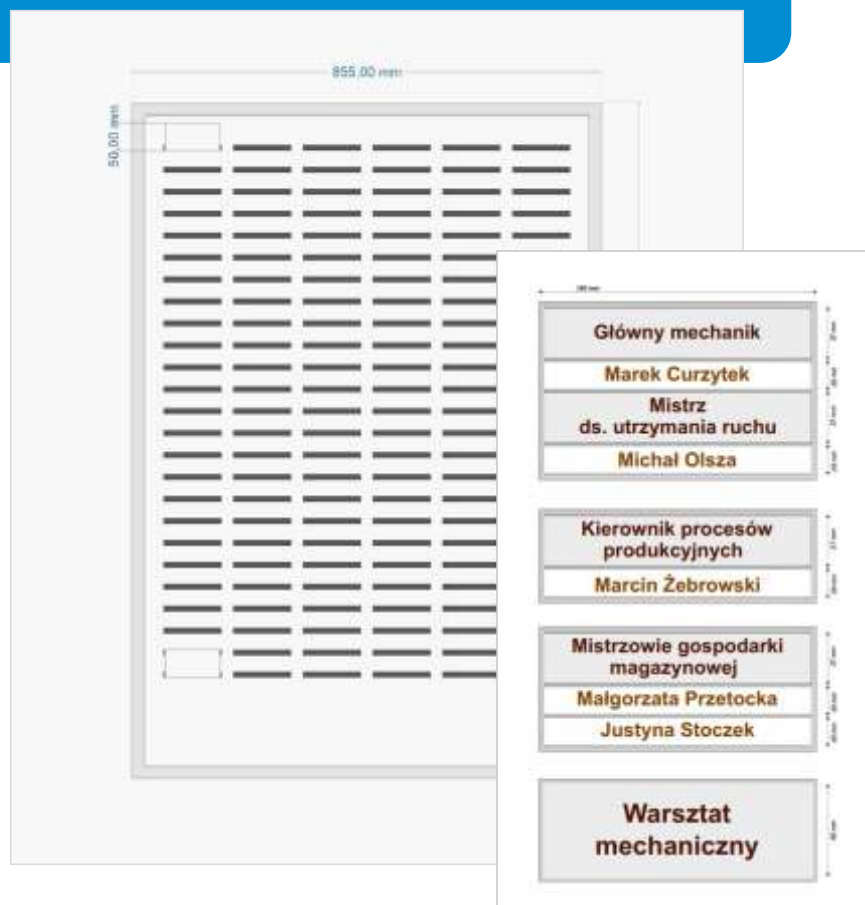 855,00 mm
50,00 mm
Główny mechanik
Marek Curzytek
Mistrz
ds. utrzymania ruchu
Michał Olsza
Kierownik procesów
produkcyjnych
Marcin Żebrowski
Mistrzowie gospodarki
magazynowej
Małgorzata Przetocka
Justyna Stoczek
Warsztat
mechaniczny